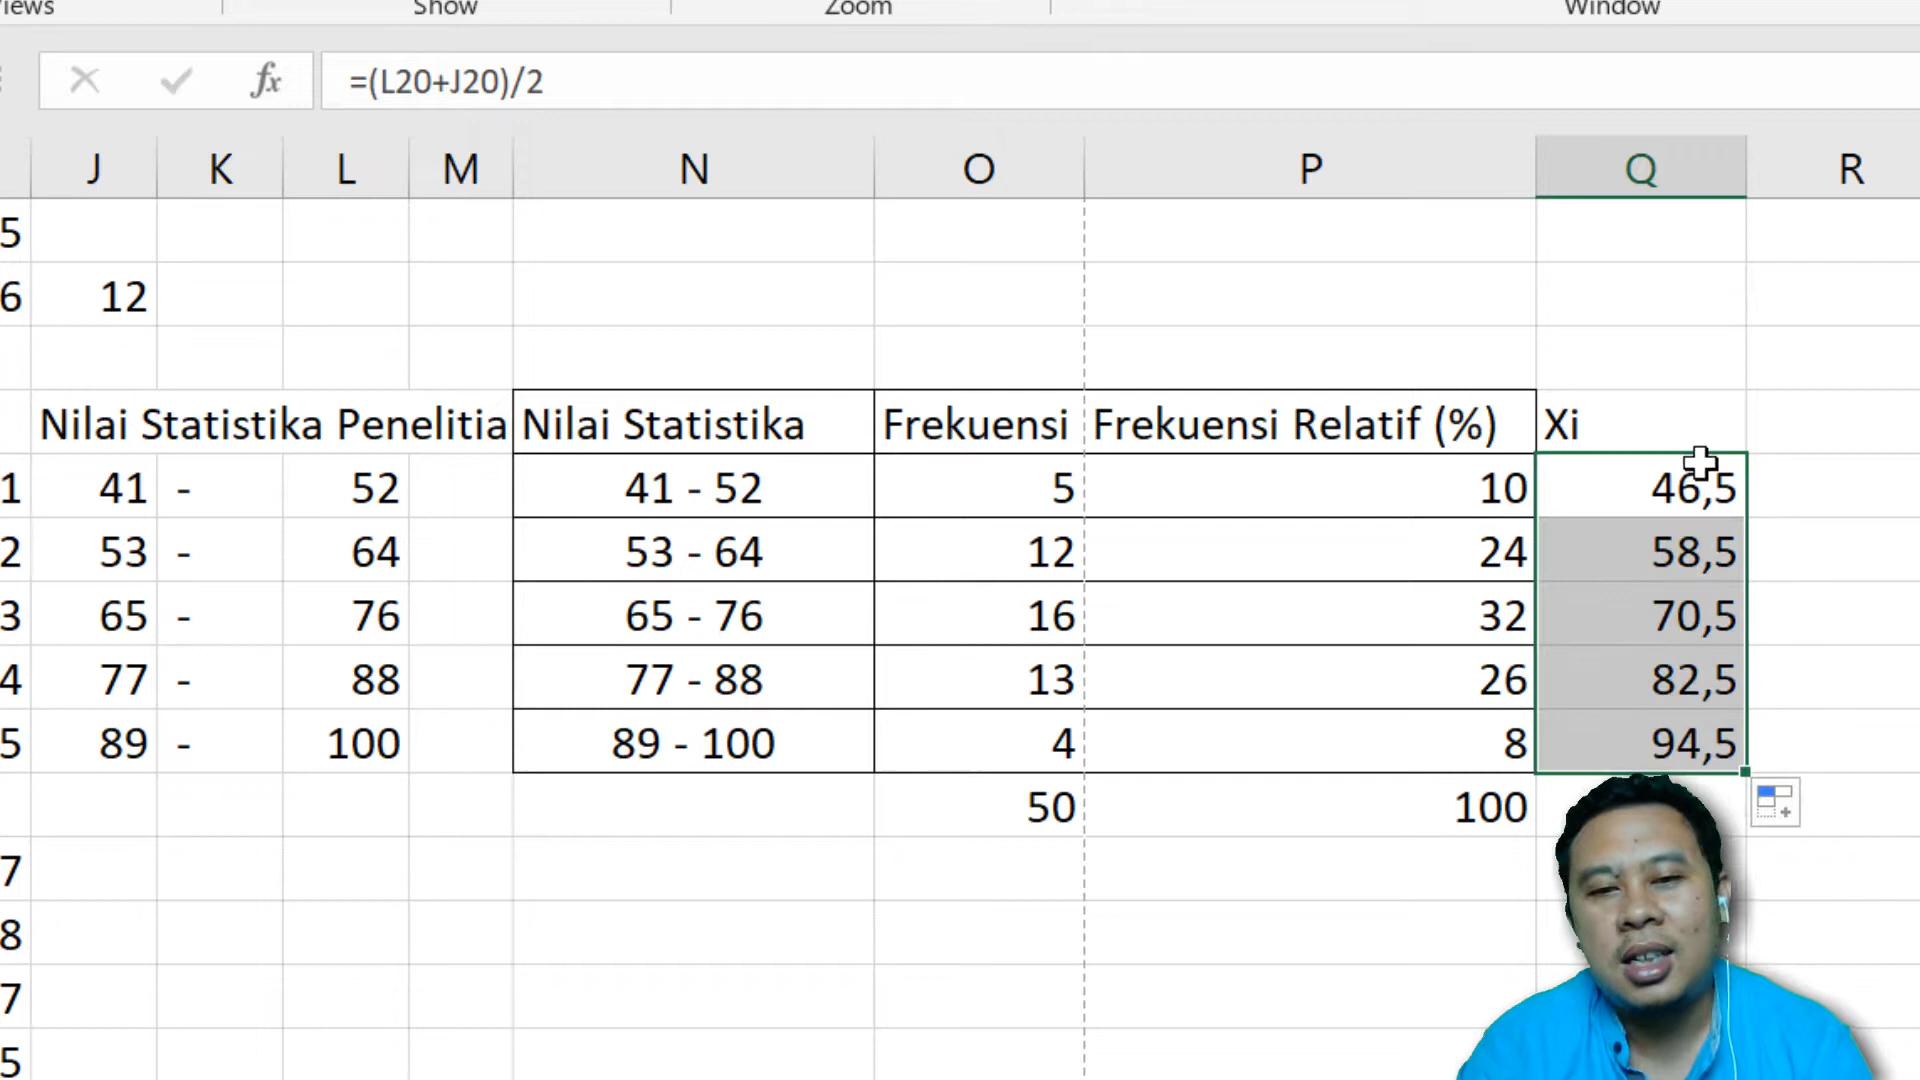 Views Show Zoom Window
fx =(L20+J20)/2
J K L M N O P Q R
5
6 12
Nilai Statistika Penelitia Nilai Statistika Frekuensi Frekuensi Relatif (%) Xi
1 41 - 52 41 - 52 5 10 46,5
2 53 - 64 53 - 64 12 24 58,5
3 65 - 76 65 - 76 16 32 70,5
4 77 - 88 77 - 88 13 26 82,5
5 89 - 100 89 - 100 4 8 94,5
50 100
7
8
7
5